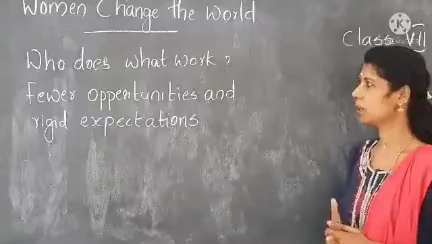 Women Change the World
Class VII
Who does what work ?
Fewer oppentunities and
rigid expectations